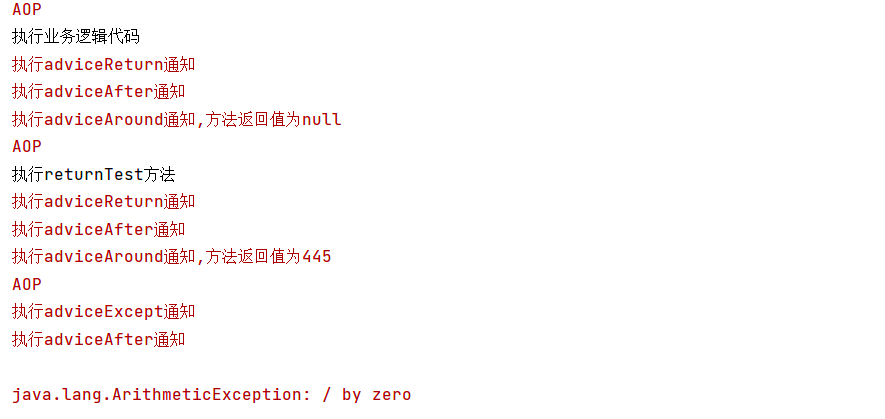 AOP
执行业务逻辑代码
执行adviceReturn通知
执行adviceAfter通知
执行adviceAround通知,方法返回值为null
AOP
执行returnTest方法
执行adviceReturn通知
执行adviceAfter通知
执行adviceAround通知,方法返回值为445
AOP
执行adviceExcept通知
执行adviceAfter通知
java.lang.ArithmeticException: / by zero